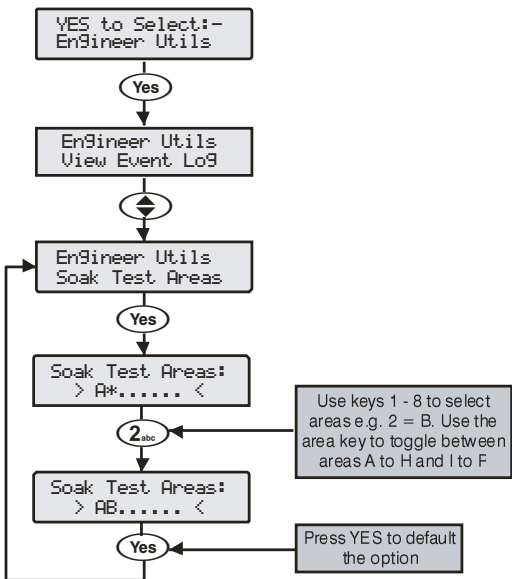 YES to Select:-
Engineer Utils
Yes
Engineer Utils
View Event Log
Engineer Utils
Soak Test Areas
Yes
Soak Test Areas:
> A*...... <
2abc
Use keys 1 - 8 to select
areas e.g. 2 = B. Use the
area key to toggle between
areas A to H and I to F
Soak Test Areas:
> AB...... <
Yes
Press YES to default
the option